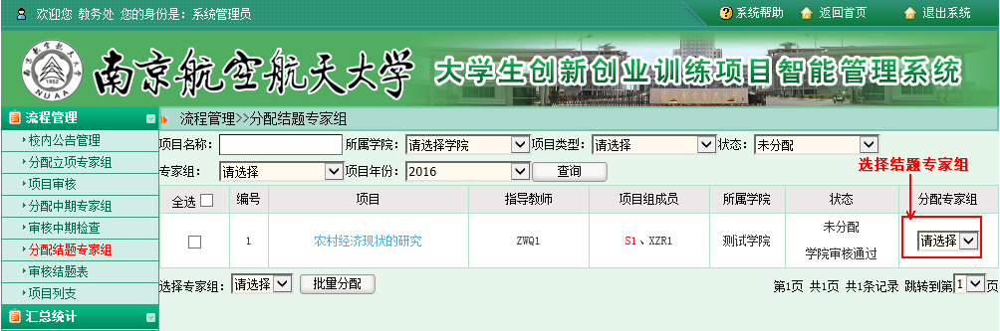 欢迎您 教务处 您的身份是：系统管理员
系统帮助 返回首页 退出系统
南京航空航天大学 大学生创新创业训练项目智能管理系统
南京航空航天大学
1952
NUAA
流程管理
流程管理>>分配结题专家组
校内公告管理
分配立项专家组
项目审核
分配中期专家组
审核中期检查
分配结题专家组
审核结题表
项目列支
汇总统计
项目名称： 所属学院： 请选择学院 项目类型： 请选择 状态： 未分配
专家组： 请选择 项目年份： 2016 查询
选择结题专家组
全选 编号 项目 指导教师 项目组成员 所属学院 状态 分配专家组
1 农村经济现状的研究 ZWQ1 S1、XZR1 测试学院 未分配 请选择
学院审核通过
选择专家组： 请选择 批量分配 第1页 共1页 共1条记录 跳转到第 1 页